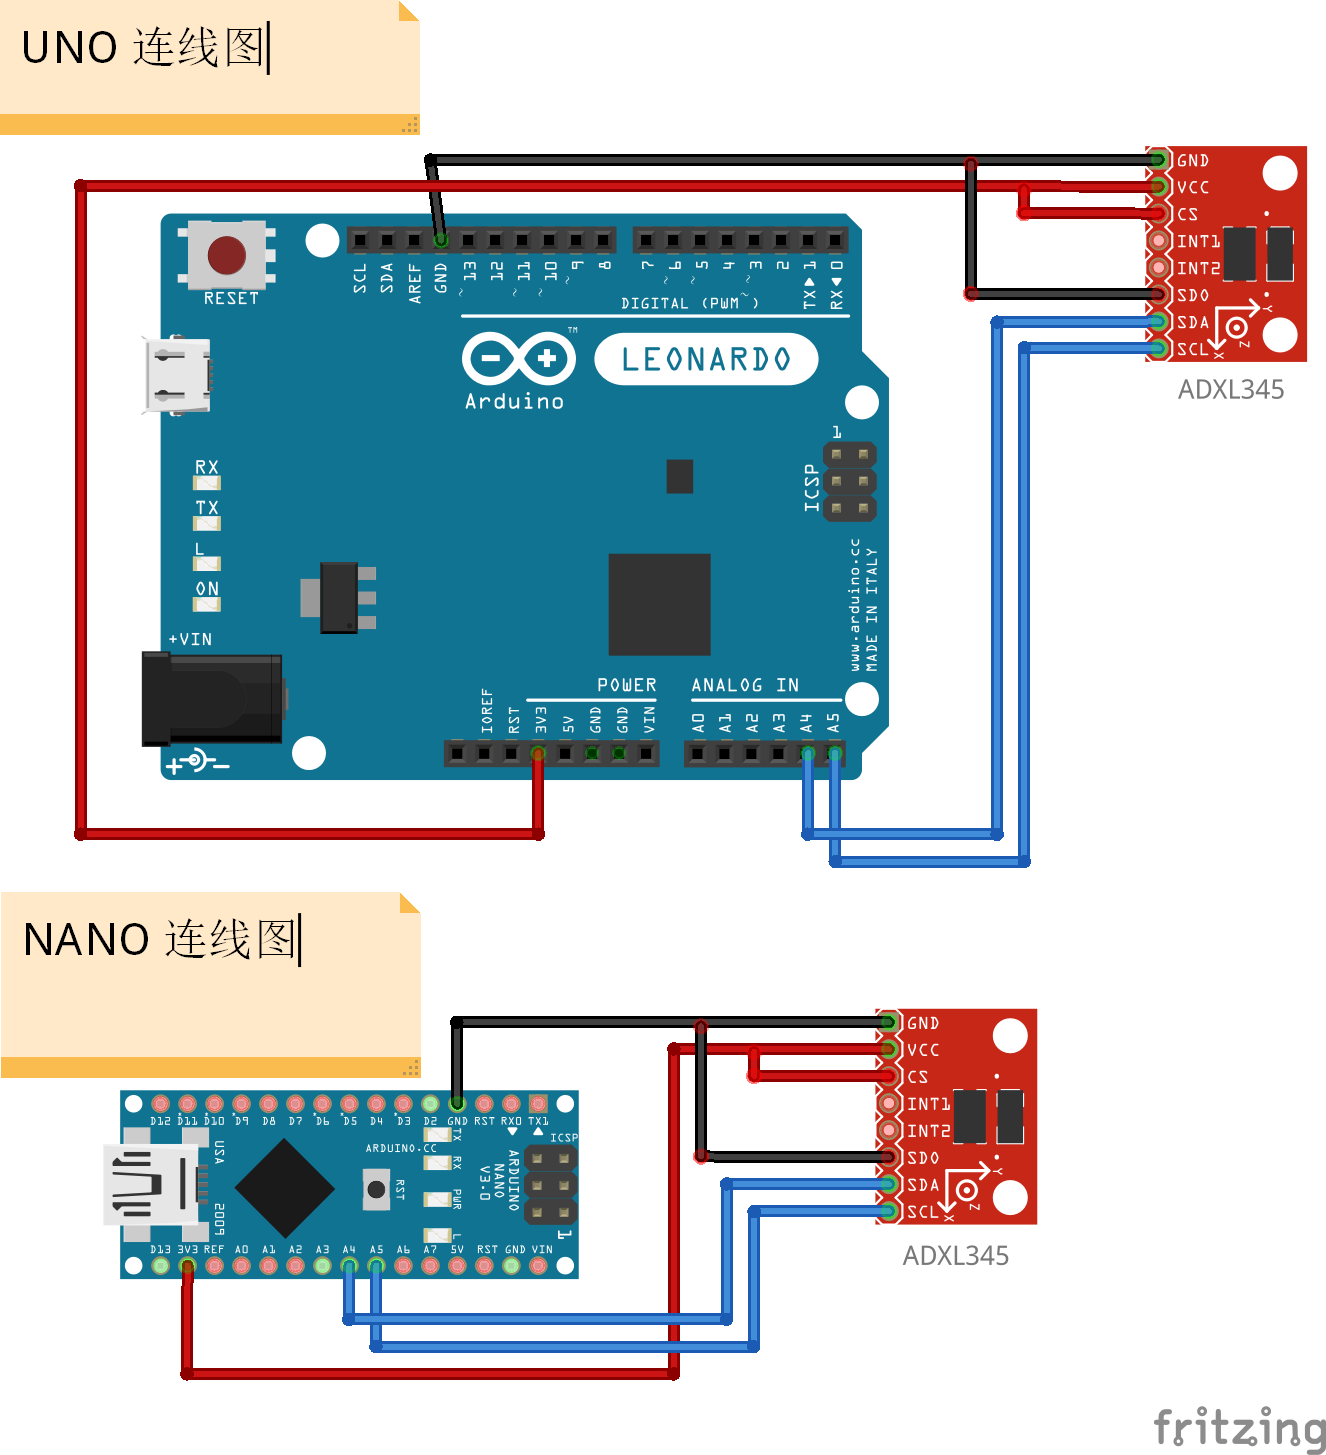 UNO 连线图
GND
VCC
CS
INT1
INT2
SDO
SDA
SCL
X
Y
Z
ADXL345
RESET
SCL
SDA
AREF
GND
~13
12
~11
~10
~9
8
7
~6
~5
4
~3
2
TX▶1
RX◀0
DIGITAL (PWM ~)
TM
LEONARDO
Arduino
RX
TX
L
ON
1
ICSP
www.arduino.cc
MADE IN ITALY
+VIN
POWER
ANALOG IN
IOREF
RST
3V3
5V
GND
GND
VIN
A0
A1
A2
A3
A4
A5
NANO 连线图
GND
VCC
CS
INT1
INT2
SDO
SDA
SCL
X
Y
Z
ADXL345
D12
D11
D10
D9
D8
D7
D6
D5
D4
D3
D2
GND
RST
RX0
TX1
USA
2009
ARDUINO.CC
RST
TX
RX
PWR
L
ARDUINO
NANO
V3.0
ICSP
1
D13
3V3
REF
A0
A1
A2
A3
A4
A5
A6
A7
5V
RST
GND
VIN
fritzing